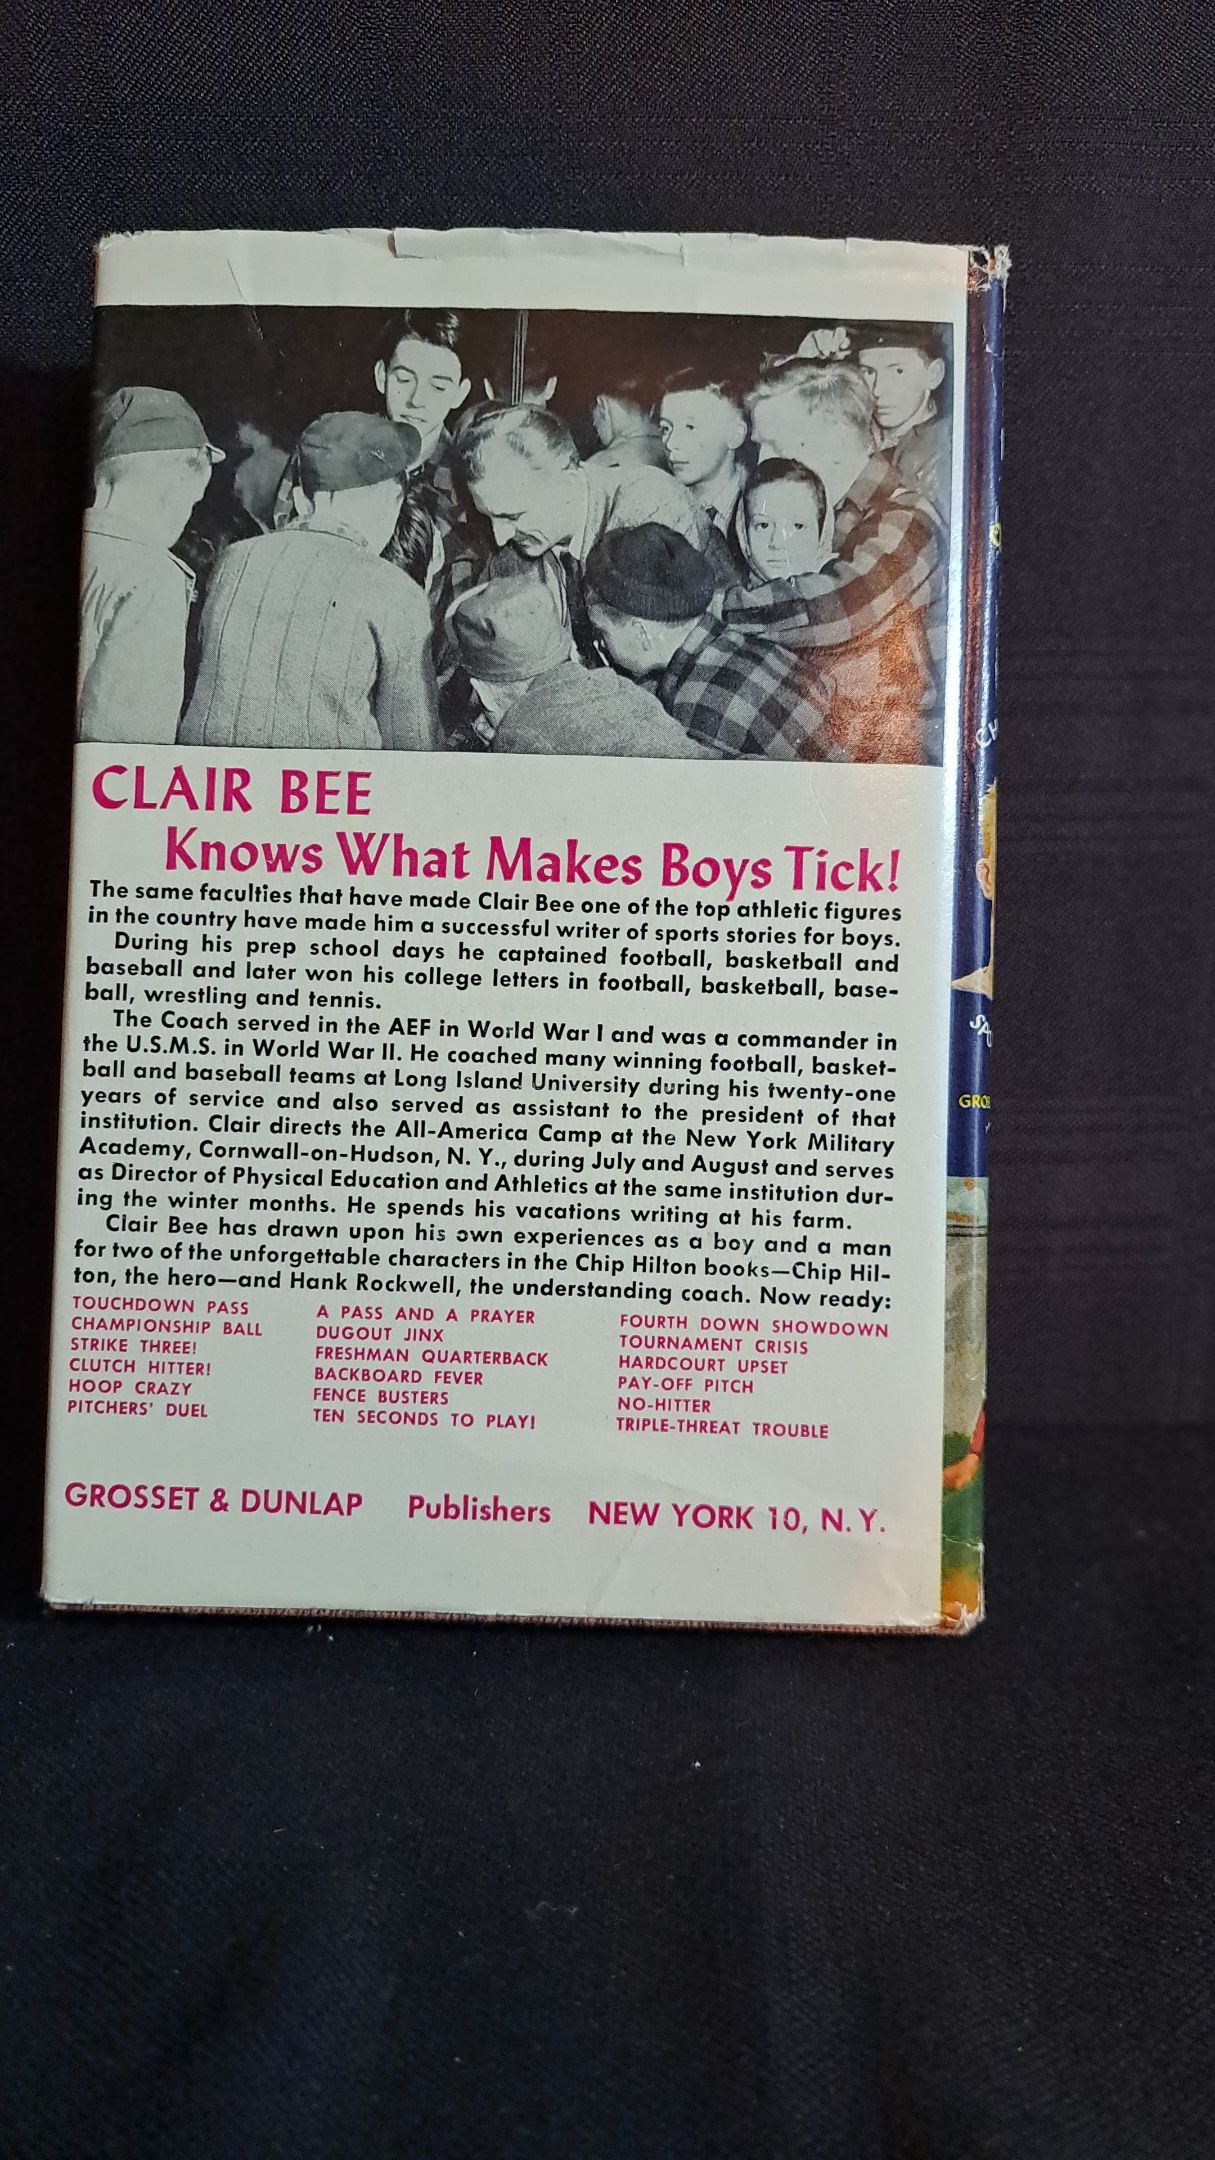 CLAIR BEE
Knows What Makes Boys Tick!
The same faculties that have made Clair Bee one of the top athletic figures
in the country have made him a successful writer of sports stories for boys.
During his prep school days he captained football, basketball and
baseball and later won his college letters in football, basketball, base-
ball, wrestling and tennis.
The Coach served in the AEF in World War I and was a commander in
the U.S.M.S. in World War II. He coached many winning football, basket-
ball and baseball teams at Long Island University during his twenty-one
years of service and also served as assistant to the president of that
institution. Clair directs the All-America Camp at the New York Military
Academy, Cornwall-on-Hudson, N. Y., during July and August and serves
as Director of Physical Education and Athletics at the same institution dur-
ing the winter months. He spends his vacations writing at his farm.
Clair Bee has drawn upon his own experiences as a boy and a man
for two of the unforgettable characters in the Chip Hilton books—Chip Hil-
ton, the hero—and Hank Rockwell, the understanding coach. Now ready:
TOUCHDOWN PASS
CHAMPIONSHIP BALL
STRIKE THREE!
CLUTCH HITTER!
HOOP CRAZY
PITCHERS' DUEL
A PASS AND A PRAYER
DUGOUT JINX
FRESHMAN QUARTERBACK
BACKBOARD FEVER
FENCE BUSTERS
TEN SECONDS TO PLAY!
FOURTH DOWN SHOWDOWN
TOURNAMENT CRISIS
HARDCOURT UPSET
PAY-OFF PITCH
NO-HITTER
TRIPLE-THREAT TROUBLE
GROSSET & DUNLAP Publishers NEW YORK 10, N. Y.